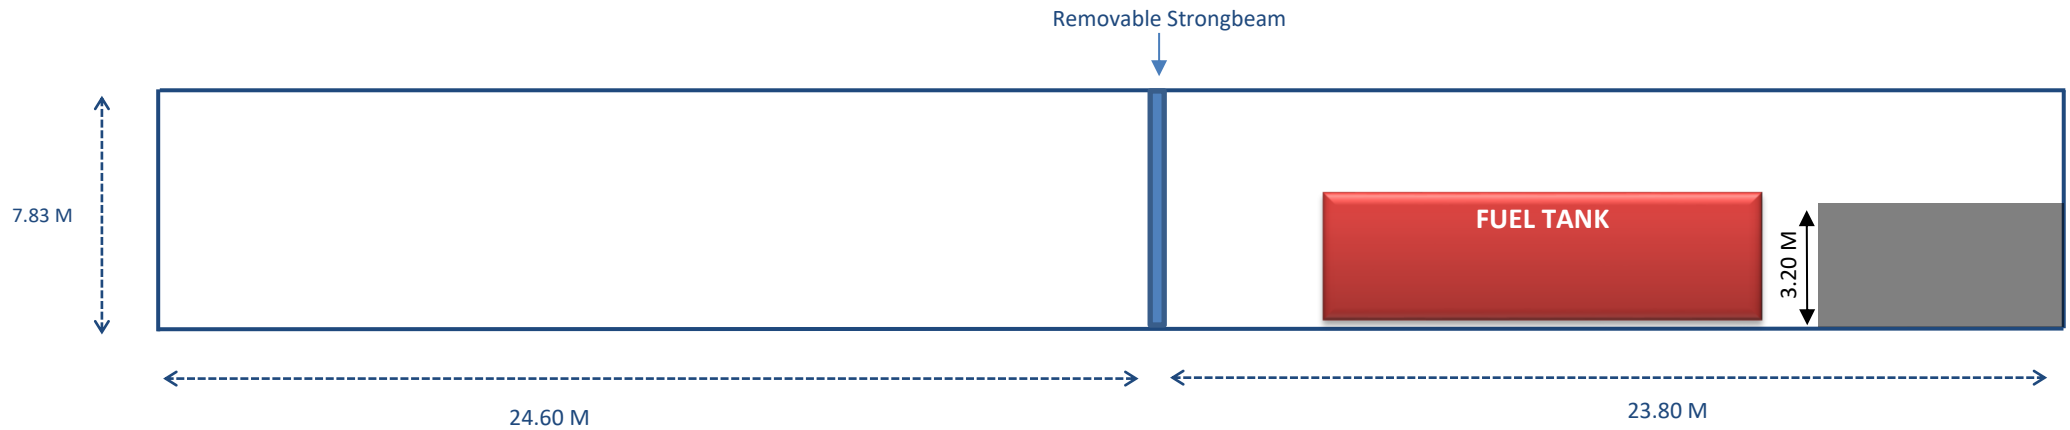 Removable Strongbeam
7.83 M
FUEL TANK
3.20 M
24.60 M
23.80 M